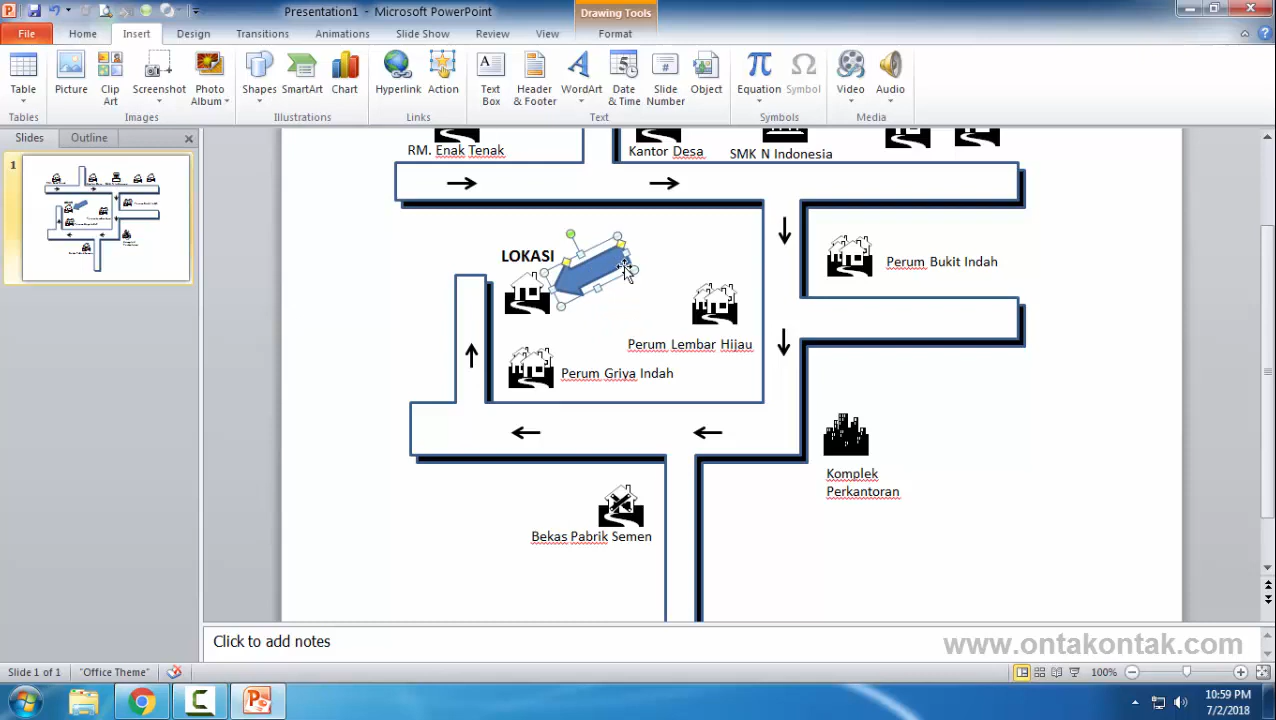 Presentation1 - Microsoft PowerPoint
Drawing Tools
File
Home
Insert
Design
Transitions
Animations
Slide Show
Review
View
Format
Table
Picture
Clip Art
Screenshot
Photo Album
Shapes
SmartArt
Chart
Hyperlink
Action
Text Box
Header & Footer
WordArt
Date & Time
Slide Number
Object
Equation
Symbol
Video
Audio
Tables
Images
Illustrations
Links
Text
Symbols
Media
Slides
Outline
1
RM. Enak Tenak
Kantor Desa
SMK N Indonesia
LOKASI
Perum Bukit Indah
Perum Lembar Hijau
Perum Griya Indah
Komplek
Perkantoran
Bekas Pabrik Semen
Click to add notes
www.ontakontak.com
Slide 1 of 1
"Office Theme"
100%
10:59 PM
7/2/2018